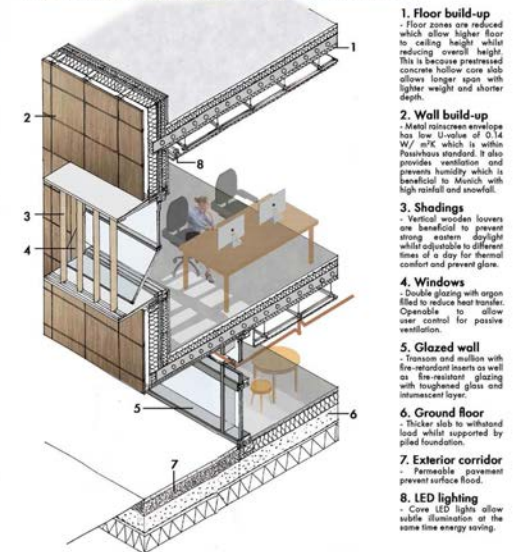 1
2
3
4
5
6
7
8
1. Floor build-up
- Floor zones are reduced
which allow higher floor
to ceiling height whilst
reducing overall height.
This is because prestressed
concrete hollow core slab
allows longer span with
lighter weight and shorter
depth.
2. Wall build-up
- Metal rainscreen envelope
has low U-value of 0.14
W/ m²K which is within
Passivhaus standard. It also
provides ventilation and
prevents humidity which is
beneficial to Munich with
high rainfall and snowfall.
3. Shadings
- Vertical wooden louvers
are beneficial to prevent
strong eastern daylight
whilst adjustable to different
times of a day for thermal
comfort and prevent glare.
4. Windows
- Double glazing with argon
filled to reduce heat transfer.
Openable to allow
user control for passive
ventilation.
5. Glazed wall
- Transom and mullion with
fire-retardant inserts as well
as fire-resistant glazing
with toughened glass and
intumescent layer.
6. Ground floor
- Thicker slab to withstand
load whilst supported by
piled foundation.
7. Exterior corridor
- Permeable pavement
prevent surface flood.
8. LED lighting
- Cove LED lights allow
subtle illumination at the
same time energy saving.